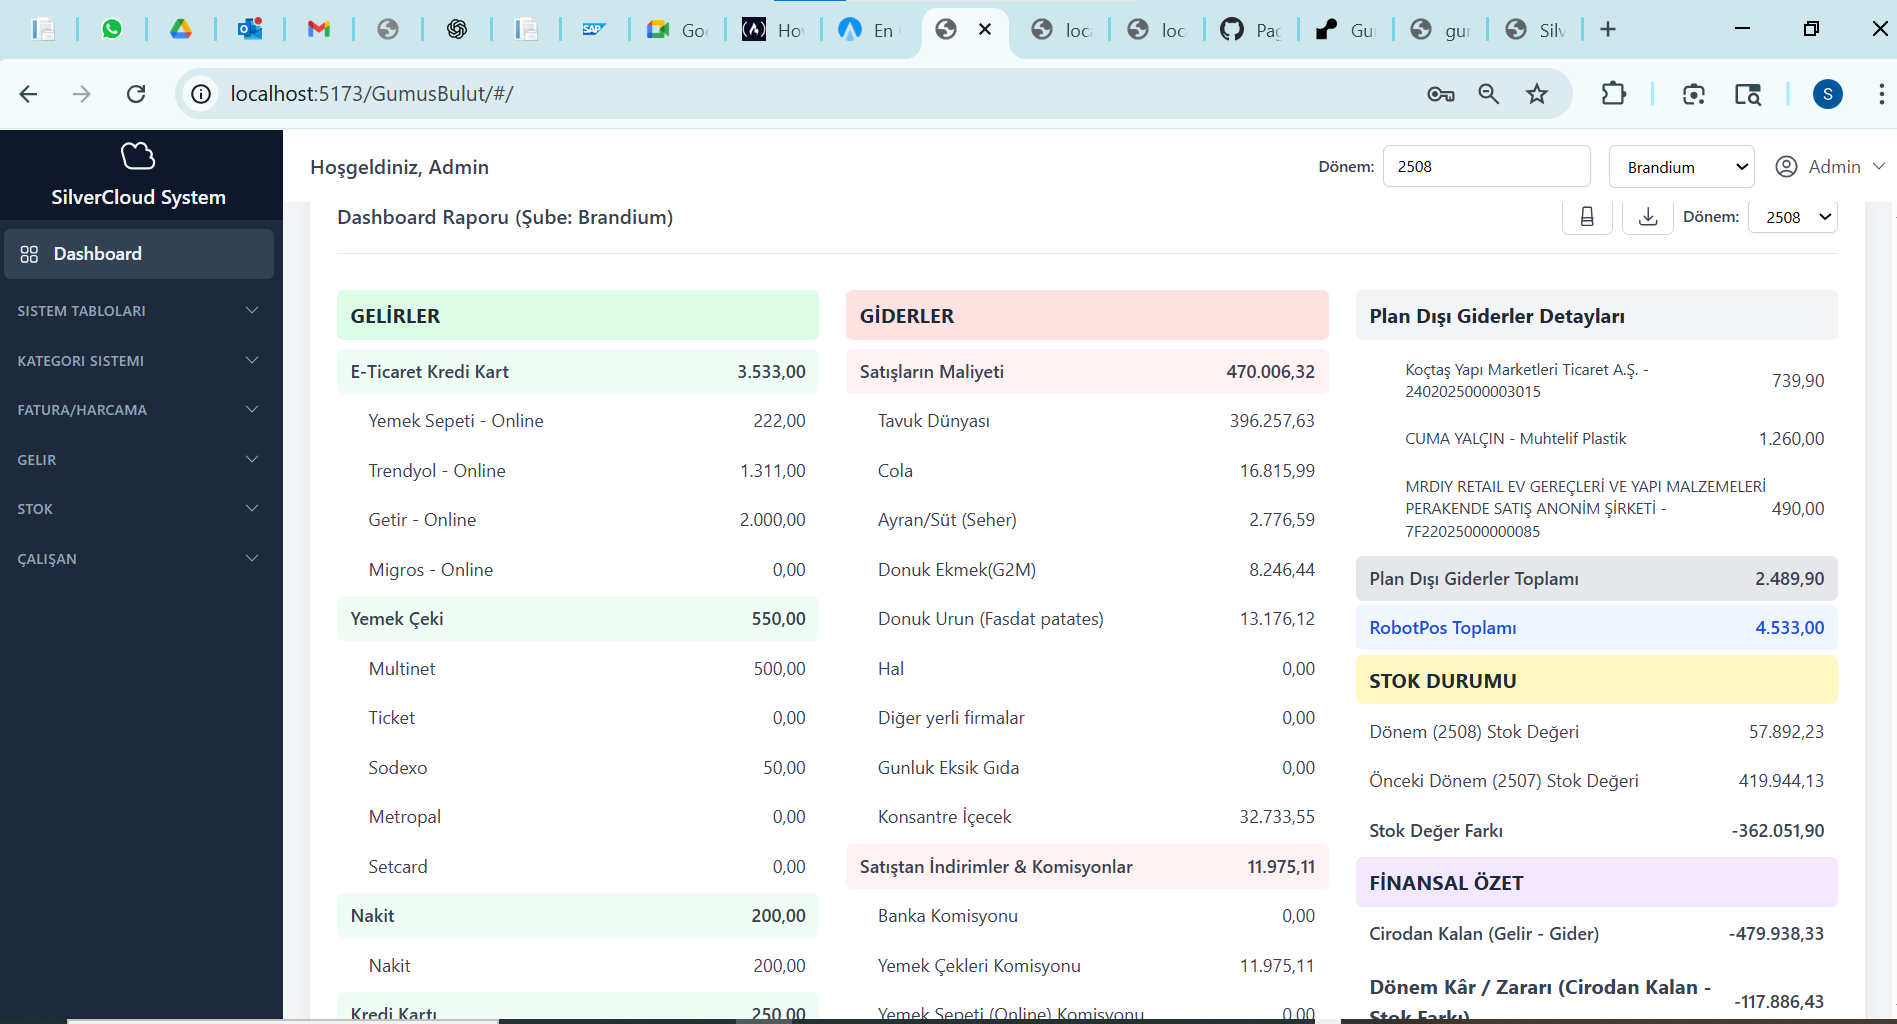 Goo
Hov
En
loca
loca
Pag
Gu
gur
Silv
localhost:5173/GumusBulut/#/
S
SilverCloud System
Dashboard
SISTEM TABLOLARI
KATEGORI SISTEMI
FATURA/HARCAMA
GELIR
STOK
ÇALIŞAN
Hoşgeldiniz, Admin
Dönem: 2508 Brandium Admin
Dashboard Raporu (Şube: Brandium)
Dönem: 2508
GELİRLER
E-Ticaret Kredi Kart 3.533,00
Yemek Sepeti - Online 222,00
Trendyol - Online 1.311,00
Getir - Online 2.000,00
Migros - Online 0,00
Yemek Çeki 550,00
Multinet 500,00
Ticket 0,00
Sodexo 50,00
Metropal 0,00
Setcard 0,00
Nakit 200,00
Nakit 200,00
Kredi Kartı 250,00
GİDERLER
Satışların Maliyeti 470.006,32
Tavuk Dünyası 396.257,63
Cola 16.815,99
Ayran/Süt (Seher) 2.776,59
Donuk Ekmek(G2M) 8.246,44
Donuk Urun (Fasdat patates) 13.176,12
Hal 0,00
Diğer yerli firmalar 0,00
Gunluk Eksik Gıda 0,00
Konsantre İçecek 32.733,55
Satıştan İndirimler & Komisyonlar 11.975,11
Banka Komisyonu 0,00
Yemek Çekleri Komisyonu 11.975,11
Yemek Sepeti (Online) Komisyonu 0,00
Plan Dışı Giderler Detayları
Koçtaş Yapı Marketleri Ticaret A.Ş. -
2402025000003015 739,90
CUMA YALÇIN - Muhtelif Plastik 1.260,00
MRDIY RETAIL EV GEREÇLERİ VE YAPI MALZEMELERİ
PERAKENDE SATIŞ ANONİM ŞİRKETİ - 490,00
7F22025000000085
Plan Dışı Giderler Toplamı 2.489,90
RobotPos Toplamı 4.533,00
STOK DURUMU
Dönem (2508) Stok Değeri 57.892,23
Önceki Dönem (2507) Stok Değeri 419.944,13
Stok Değer Farkı -362.051,90
FİNANSAL ÖZET
Cirodan Kalan (Gelir - Gider) -479.938,33
Dönem Kâr / Zararı (Cirodan Kalan - -117.886,43
Stok Farkı)